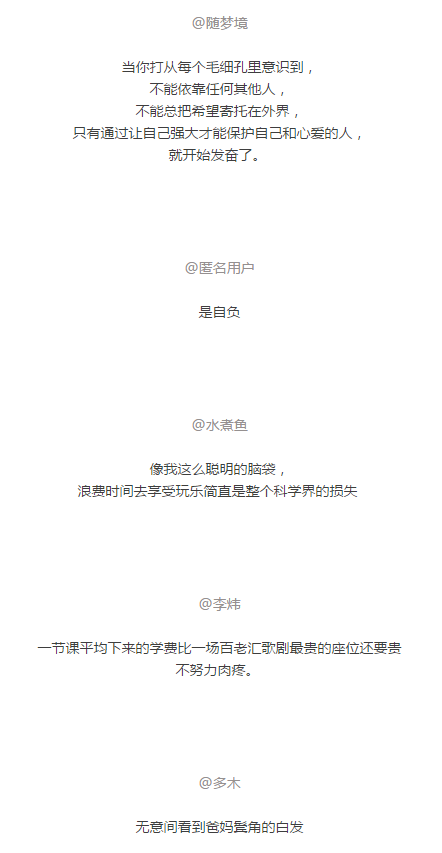 @随梦境
当你打从每个毛细孔里意识到，
不能依靠任何其他人，
不能总把希望寄托在外界，
只有通过让自己强大才能保护自己和心爱的人，
就开始发奋了。
@匿名用户
是自负
@水煮鱼
像我这么聪明的脑袋，
浪费时间去享受玩乐简直是整个科学界的损失
@李炜
一节课平均下来的学费比一场百老汇歌剧最贵的座位还要贵
不努力肉疼。
@多木
无意间看到爸妈鬓角的白发